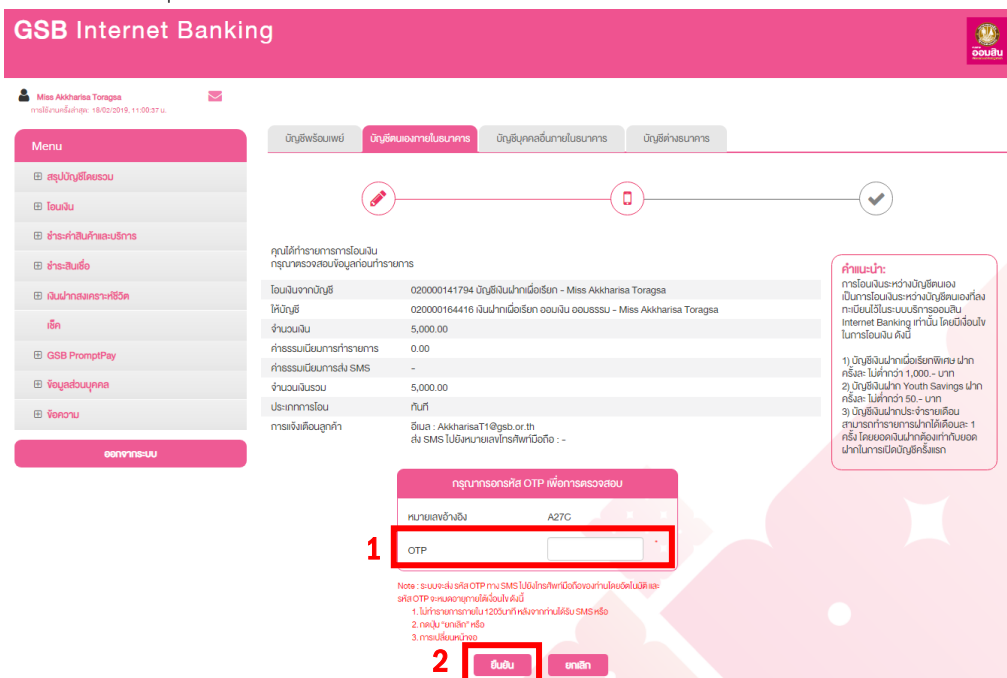 GSB Internet Banking
ออมสิน
Miss Akkharisa Toragsa
การใช้งานครั้งล่าสุด: 18/02/2019, 11:00:37 น.
Menu
สรุปบัญชีโดยรวม
โอนเงิน
ชำระค่าสินค้าและบริการ
ชำระสินเชื่อ
เงินฝากสงเคราะห์ชีวิต
เช็ค
GSB PromptPay
ข้อมูลส่วนบุคคล
ข้อความ
ออกจากระบบ
บัญชีพร้อมเพย์
บัญชีตนเองภายในธนาคาร
บัญชีบุคคลอื่นภายในธนาคาร
บัญชีต่างธนาคาร
คุณได้ทำรายการการโอนเงิน
กรุณาตรวจสอบข้อมูลก่อนทำรายการ
โอนเงินจากบัญชี 020000141794 บัญชีเงินฝากเผื่อเรียก - Miss Akkharisa Toragsa
ให้บัญชี 020000164416 เงินฝากเผื่อเรียก ออมเงิน ออมธรรม - Miss Akkharisa Toragsa
จำนวนเงิน 5,000.00
ค่าธรรมเนียมการทำรายการ 0.00
ค่าธรรมเนียมการส่ง SMS -
จำนวนเงินรวม 5,000.00
ประเภทการโอน ทันที
การแจ้งเตือนลูกค้า อีเมล : AkkharisaT1@gsb.or.th
ส่ง SMS ไปยังหมายเลขโทรศัพท์มือถือ : -
คำแนะนำ:
การโอนเงินระหว่างบัญชีตนเอง
เป็นการโอนเงินระหว่างบัญชีตนเองที่ลง
ทะเบียนไว้ในระบบบริการออมสิน
Internet Banking เท่านั้น โดยมีเงื่อนไข
ในการโอนเงิน ดังนี้
1) บัญชีเงินฝากเผื่อเรียกพิเศษ ฝาก
ครั้งละ ไม่ต่ำกว่า 1,000.- บาท
2) บัญชีเงินฝาก Youth Savings ฝาก
ครั้งละ ไม่ต่ำกว่า 50.- บาท
3) บัญชีเงินฝากประจำรายเดือน
สามารถทำรายการฝากได้เดือนละ 1
ครั้ง โดยยอดเงินฝากต้องเท่ากับยอด
ฝากในการเปิดบัญชีครั้งแรก
กรุณากรอกรหัส OTP เพื่อการตรวจสอบ
หมายเลขอ้างอิง A27C
1
OTP *
Note : ระบบจะส่ง รหัส OTP ทาง SMS ไปยังโทรศัพท์มือถือของท่านโดยอัตโนมัติ และ
รหัส OTP จะหมดอายุภายใต้เงื่อนไข ดังนี้
1. ไม่ทำรายการภายใน 120วินาที หลังจากท่านได้รับ SMS หรือ
2. กดปุ่ม "ยกเลิก" หรือ
3. การเปลี่ยนหน้าจอ
2
ยืนยัน
ยกเลิก